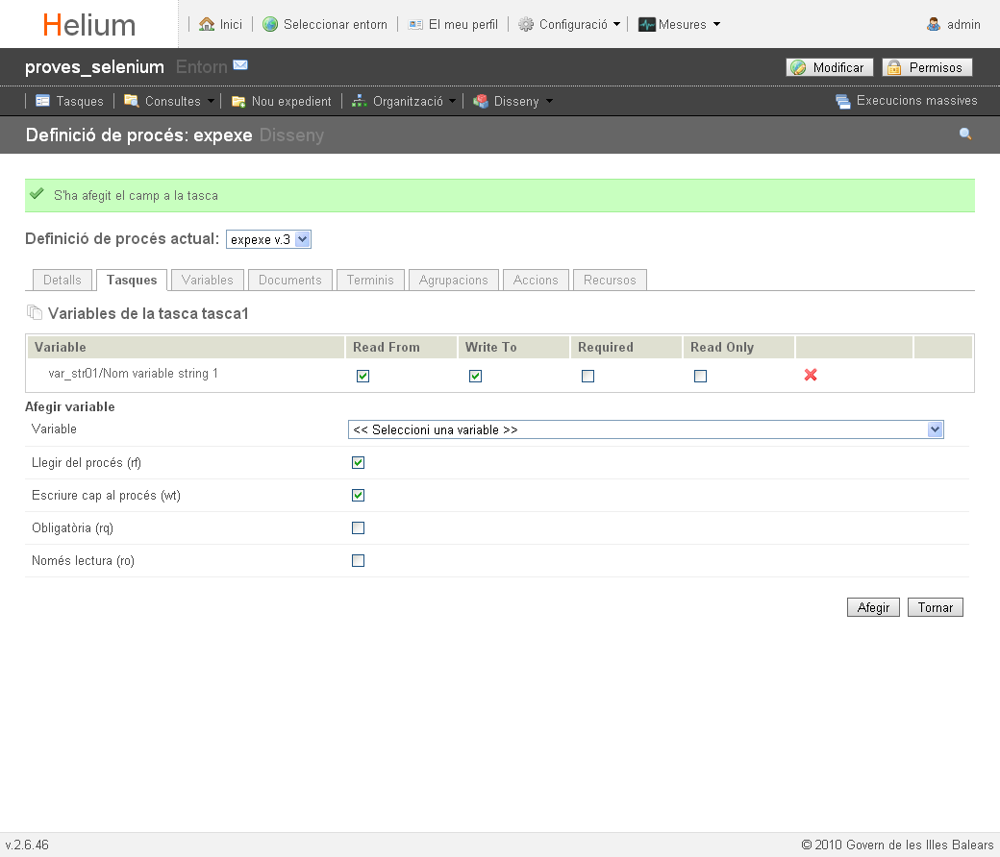 Helium Inici Seleccionar entorn El meu perfil Configuració Mesures admin
proves_selenium Entorn Modificar Permisos
Tasques Consultes Nou expedient Organització Disseny Execucions massives
Definició de procés: expexe Disseny
S'ha afegit el camp a la tasca
Definició de procés actual: expexe v.3
Detalls Tasques Variables Documents Terminis Agrupacions Accions Recursos
Variables de la tasca tasca1
Variable Read From Write To Required Read Only
var_str01/Nom variable string 1
Afegir variable
Variable << Seleccioni una variable >>
Llegir del procés (rf)
Escriure cap al procés (wt)
Obligatòria (rq)
Només lectura (ro)
Afegir Tornar
v.2.6.46 © 2010 Govern de les Illes Balears